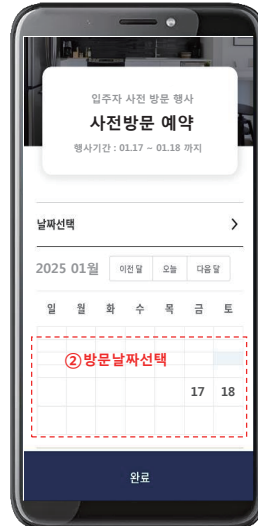 입주자 사전 방문 행사
사전방문 예약
행사기간 : 01.17 ~ 01.18 까지
날짜선택
2025 01월 이전달 오늘 다음달
일 월 화 수 목 금 토
②방문날짜선택
17 18
완료